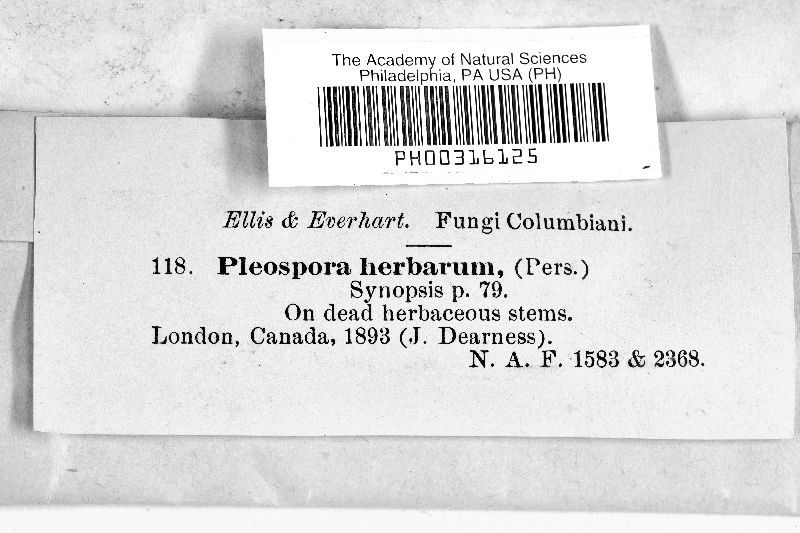 The Academy of Natural Sciences
Philadelphia, PA USA (PH)
PH00316125
Ellis & Everhart. Fungi Columbiani.
118. Pleospora herbarum, (Pers.)
Synopsis p. 79.
On dead herbaceous stems.
London, Canada, 1893 (J. Dearness).
N. A. F. 1583 & 2368.